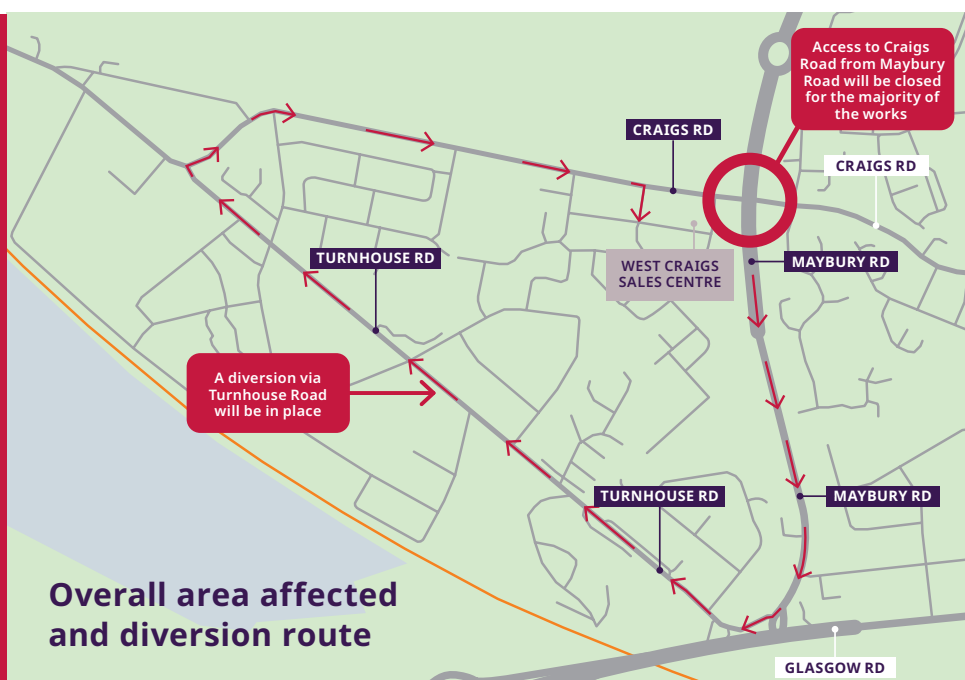 Access to Craigs
Road from Maybury
Road will be closed
for the majority of
the works
CRAIGS RD
CRAIGS RD
TURNHOUSE RD
WEST CRAIGS
SALES CENTRE
MAYBURY RD
A diversion via
Turnhouse Road
will be in place
TURNHOUSE RD
MAYBURY RD
Overall area affected
and diversion route
GLASGOW RD